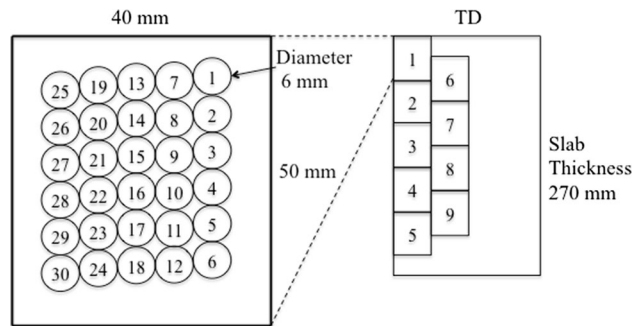 40 mm
TD
Diameter
6 mm
25 19 13 7 1
26 20 14 8 2
27 21 15 9 3
28 22 16 10 4
29 23 17 11 5
30 24 18 12 6
50 mm
1
6
2
7
3
8
4
9
5
Slab
Thickness
270 mm